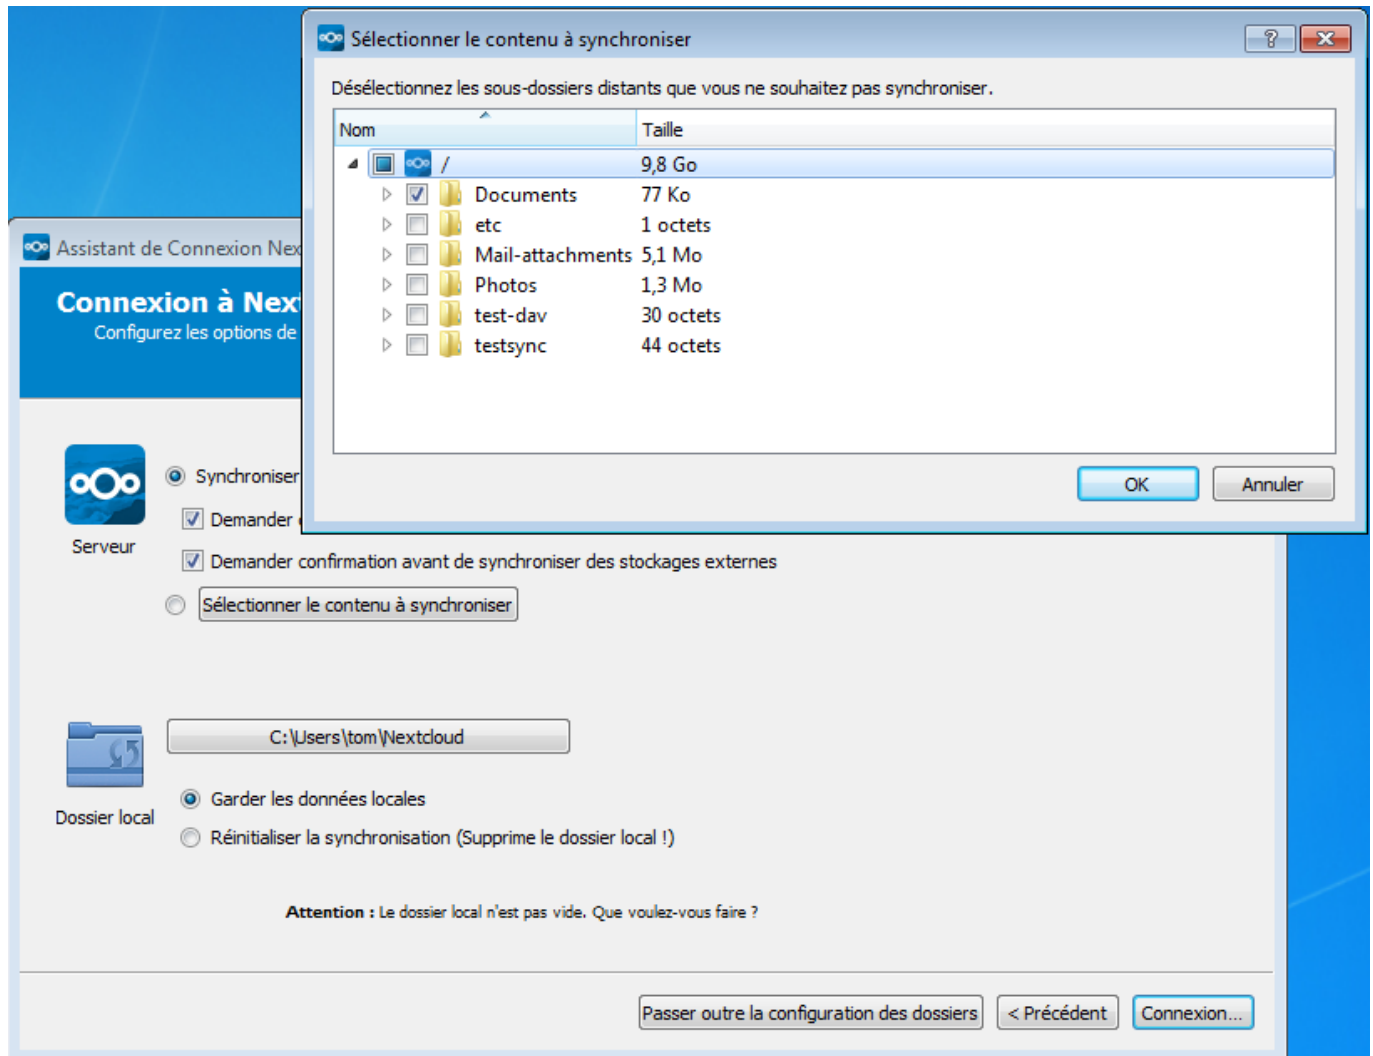 Sélectionner le contenu à synchroniser
Désélectionnez les sous-dossiers distants que vous ne souhaitez pas synchroniser.
Nom Taille
/ 9,8 Go
Documents 77 Ko
etc 1 octets
Mail-attachments 5,1 Mo
Photos 1,3 Mo
test-dav 30 octets
testsync 44 octets
OK Annuler
Assistant de Connexion Nex
Connexion à Next
Configurez les options de
Synchroniser
Demander
Serveur
Demander confirmation avant de synchroniser des stockages externes
Sélectionner le contenu à synchroniser
C:\Users\tom\Nextcloud
Garder les données locales
Dossier local
Réinitialiser la synchronisation (Supprime le dossier local !)
Attention : Le dossier local n'est pas vide. Que voulez-vous faire ?
Passer outre la configuration des dossiers < Précédent Connexion...